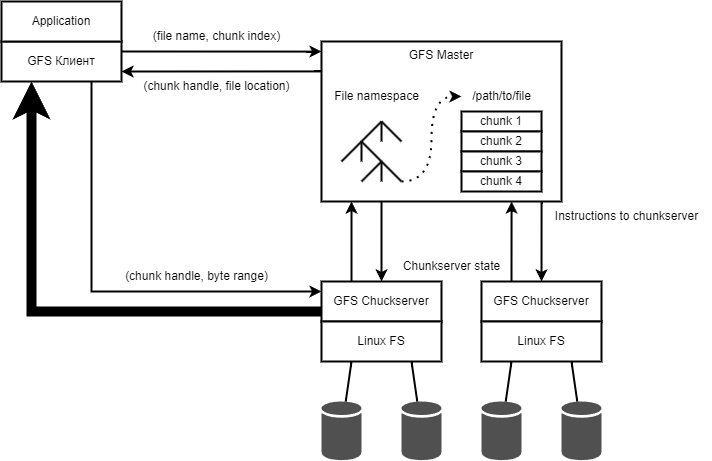 Application
GFS Клиент
(file name, chunk index)
(chunk handle, file location)
GFS Master
File namespace
/path/to/file
chunk 1
chunk 2
chunk 3
chunk 4
Instructions to chunkserver
Chunkserver state
(chunk handle, byte range)
GFS Chuckserver
Linux FS
GFS Chuckserver
Linux FS